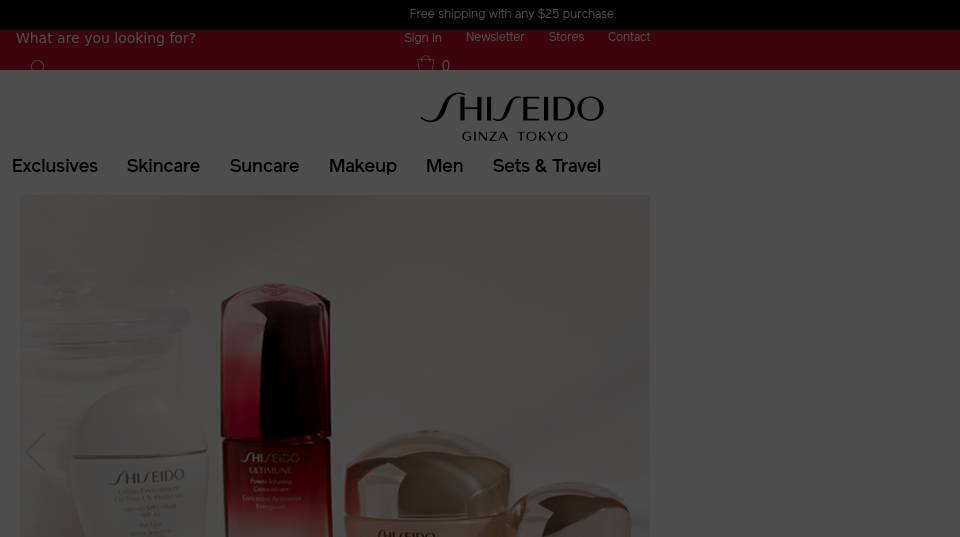 Free shipping with any $25 purchase
What are you looking for?
Sign In
Newsletter
Stores
Contact
0
SHISEIDO
GINZA TOKYO
Exclusives
Skincare
Suncare
Makeup
Men
Sets & Travel
SHISEIDO
SHISEIDO
ULTIMUNE
Power Infusing
Concentrate
SHISEIDO